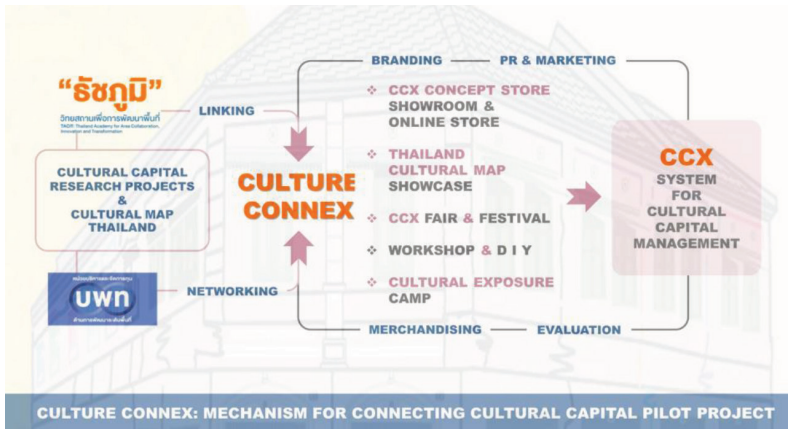 BRANDING
PR & MARKETING
“ธัชภูมิ”
วิทยสถานเพื่อการพัฒนาพื้นที่
TACIT: Thailand Academy for Area Collaboration,
Innovation and Transformation
LINKING
CULTURAL CAPITAL
RESEARCH PROJECTS
&
CULTURAL MAP
THAILAND
บพท
NETWORKING
CULTURE
CONNEX
❖ CCX CONCEPT STORE
SHOWROOM &
ONLINE STORE
❖ THAILAND
CULTURAL MAP
SHOWCASE
❖ CCX FAIR & FESTIVAL
❖ WORKSHOP & D I Y
❖ CULTURAL EXPOSURE
CAMP
CCX
SYSTEM
FOR
CULTURAL
CAPITAL
MANAGEMENT
MERCHANDISING
EVALUATION
CULTURE CONNEX: MECHANISM FOR CONNECTING CULTURAL CAPITAL PILOT PROJECT